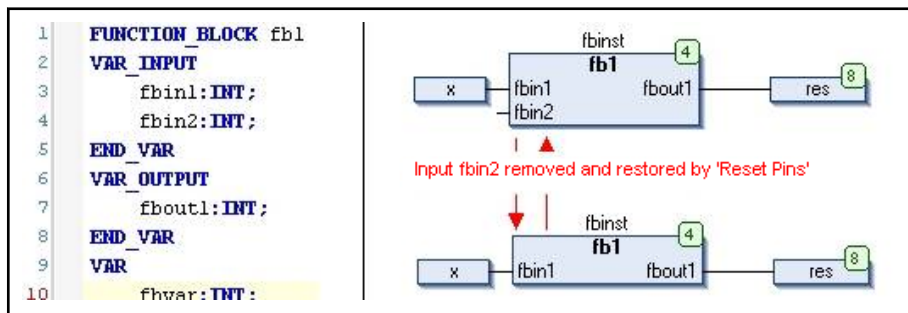 1 FUNCTION_BLOCK fb1
2 VAR_INPUT
3 fbin1:INT;
4 fbin2:INT;
5 END_VAR
6 VAR_OUTPUT
7 fbout1:INT;
8 END_VAR
9 VAR
10 fbvar:INT;
fbinst
4
fb1
x fbin1 fbout1 res 8
fbin2
Input fbin2 removed and restored by 'Reset Pins'
fbinst
4
fb1
x fbin1 fbout1 res 8